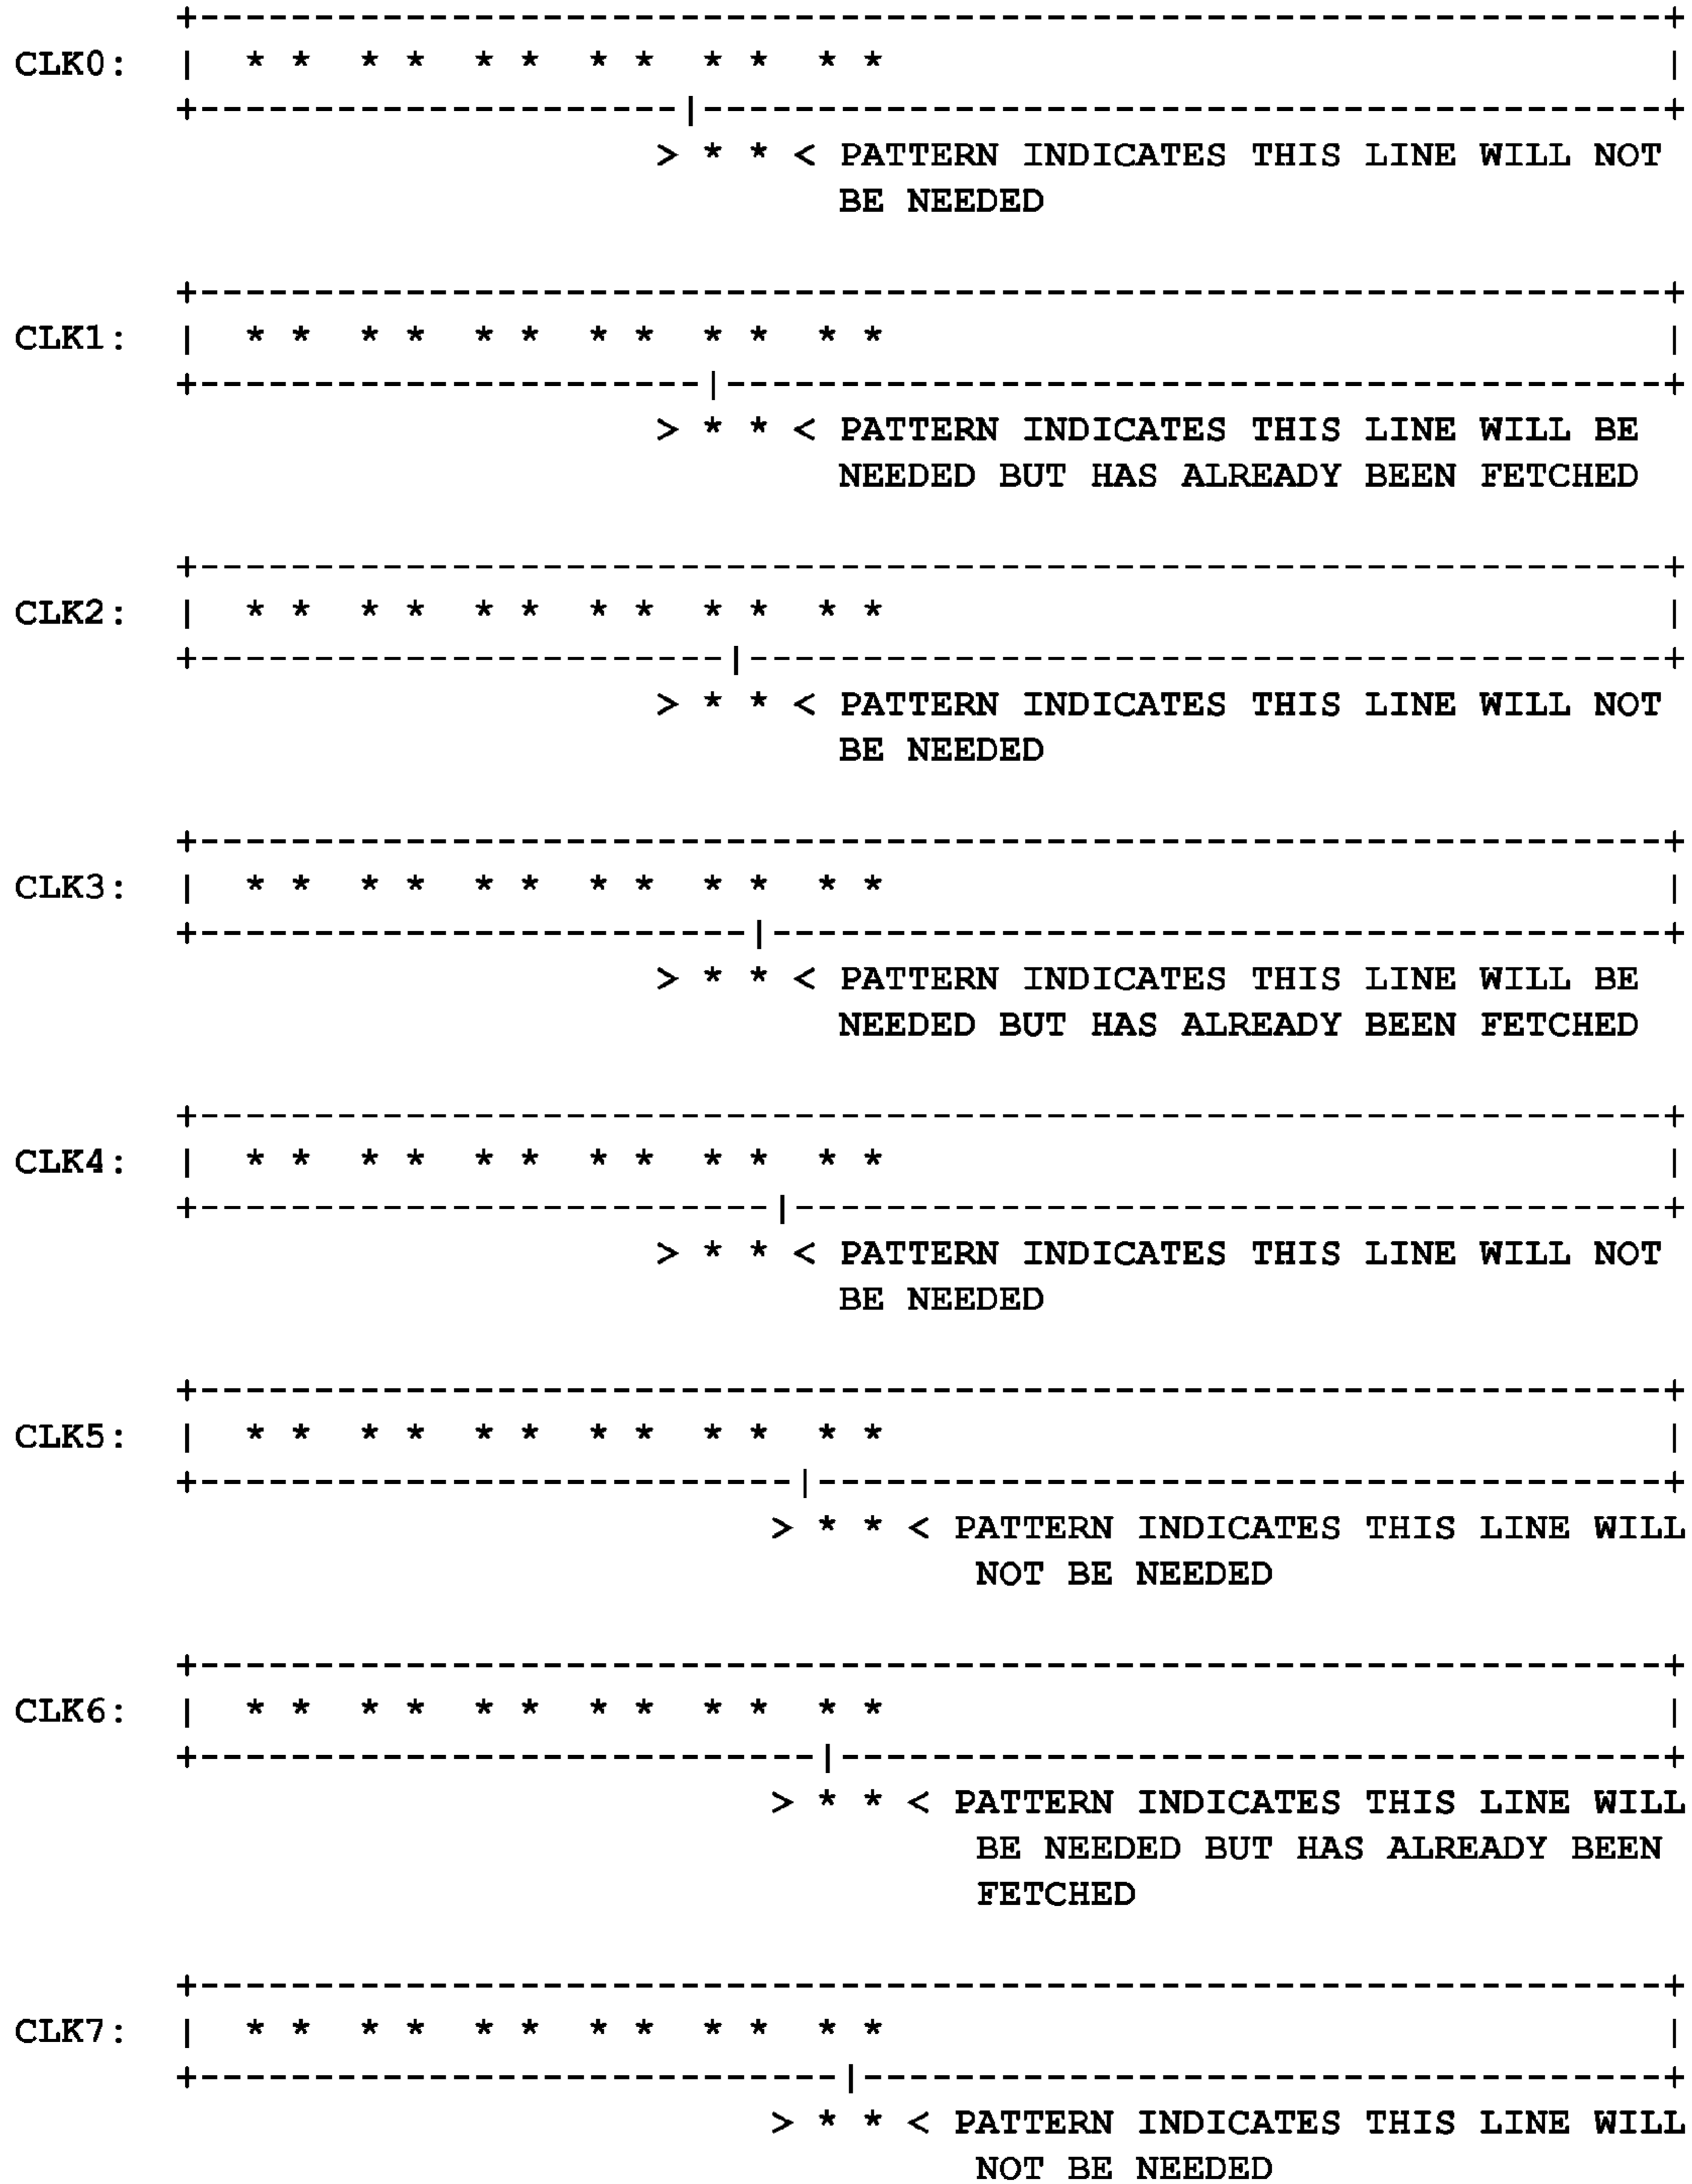 +----------------------------------------------------------------+
CLK0: | * * * * * * * * * * * * |
+---------------------|------------------------------------------+
> * * < PATTERN INDICATES THIS LINE WILL NOT
BE NEEDED
+----------------------------------------------------------------+
CLK1: | * * * * * * * * * * * * |
+----------------------|-----------------------------------------+
> * * < PATTERN INDICATES THIS LINE WILL BE
NEEDED BUT HAS ALREADY BEEN FETCHED
+----------------------------------------------------------------+
CLK2: | * * * * * * * * * * * * |
+-----------------------|----------------------------------------+
> * * < PATTERN INDICATES THIS LINE WILL NOT
BE NEEDED
+----------------------------------------------------------------+
CLK3: | * * * * * * * * * * * * |
+------------------------|---------------------------------------+
> * * < PATTERN INDICATES THIS LINE WILL BE
NEEDED BUT HAS ALREADY BEEN FETCHED
+----------------------------------------------------------------+
CLK4: | * * * * * * * * * * * * |
+-------------------------|--------------------------------------+
> * * < PATTERN INDICATES THIS LINE WILL NOT
BE NEEDED
+----------------------------------------------------------------+
CLK5: | * * * * * * * * * * * * |
+--------------------------|-------------------------------------+
> * * < PATTERN INDICATES THIS LINE WILL
NOT BE NEEDED
+----------------------------------------------------------------+
CLK6: | * * * * * * * * * * * * |
+---------------------------|------------------------------------+
> * * < PATTERN INDICATES THIS LINE WILL
BE NEEDED BUT HAS ALREADY BEEN
FETCHED
+----------------------------------------------------------------+
CLK7: | * * * * * * * * * * * * |
+----------------------------|-----------------------------------+
> * * < PATTERN INDICATES THIS LINE WILL
NOT BE NEEDED